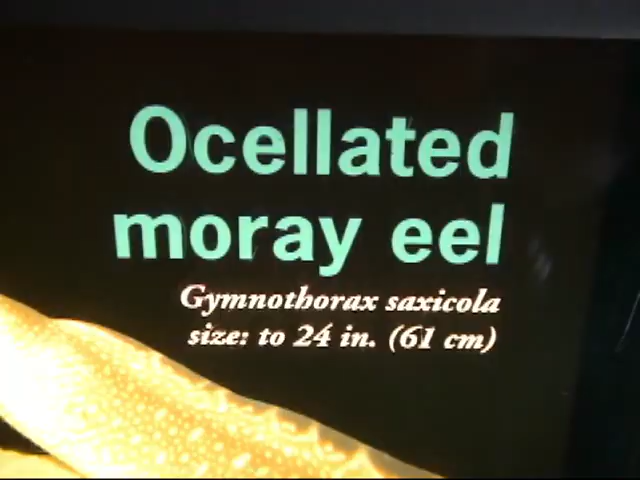 Ocellated
moray eel
Gymnothorax saxicola
size: to 24 in. (61 cm)